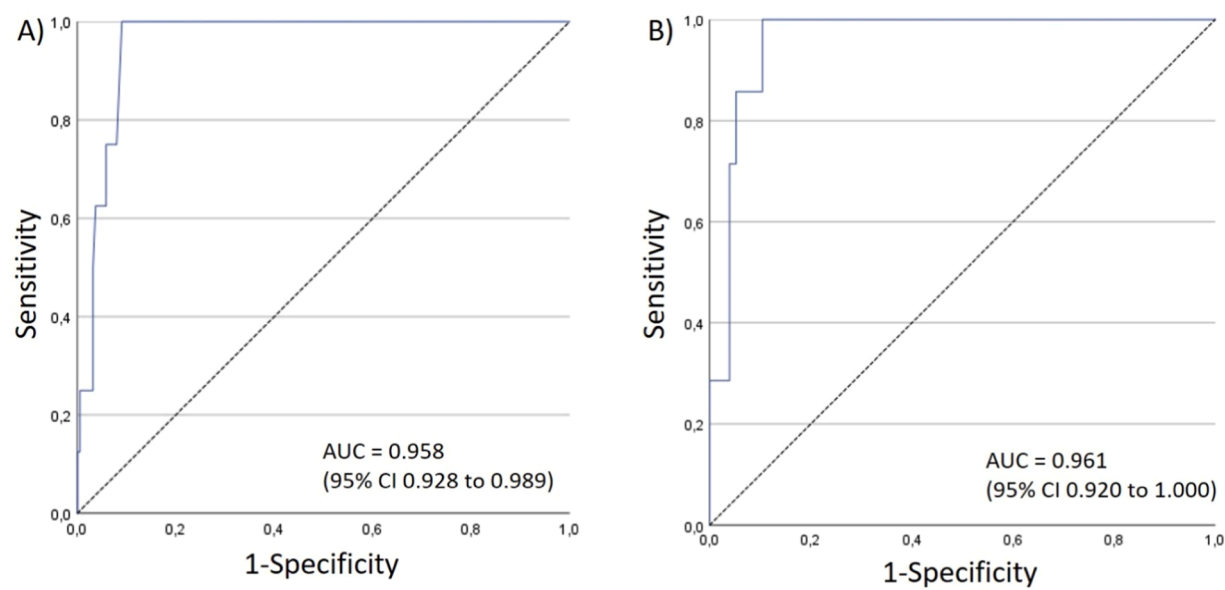 A)
1,0
0,8
0,6
0,4
0,2
0,0
Sensitivity
AUC = 0.958
(95% CI 0.928 to 0.989)
0,0 0,2 0,4 0,6 0,8 1,0
1-Specificity
B)
1,0
0,8
0,6
0,4
0,2
0,0
Sensitivity
AUC = 0.961
(95% CI 0.920 to 1.000)
0,0 0,2 0,4 0,6 0,8 1,0
1-Specificity